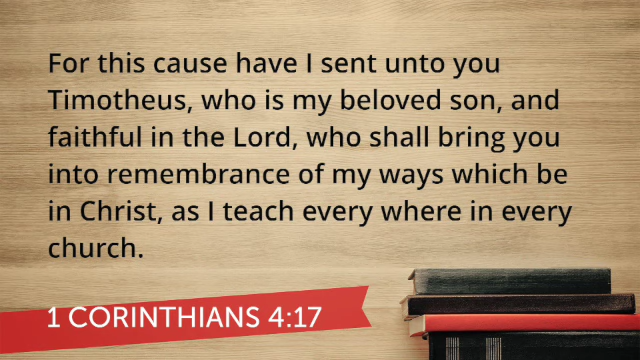 For this cause have I sent unto you
Timotheus, who is my beloved son, and
faithful in the Lord, who shall bring you
into remembrance of my ways which be
in Christ, as I teach every where in every
church.
1 CORINTHIANS 4:17